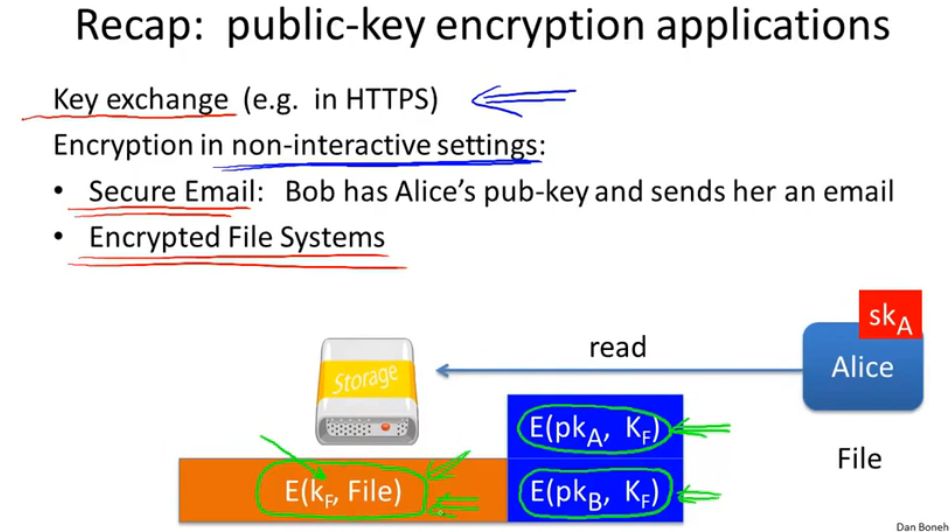 Recap: public-key encryption applications
Key exchange (e.g. in HTTPS)
Encryption in non-interactive settings:
• Secure Email: Bob has Alice's pub-key and sends her an email
• Encrypted File Systems
sk_A
read
Alice
Storage
E(pk_A, K_F)
File
E(k_F, File)
E(pk_B, K_F)
Dan Boneh